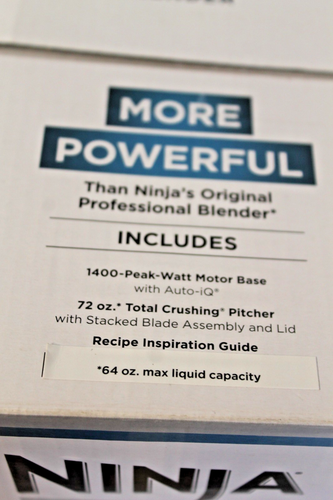 MORE
POWERFUL
Than Ninja's Original
Professional Blender*
INCLUDES
1400-Peak-Watt Motor Base
with Auto-iQ®
72 oz.* Total Crushing® Pitcher
with Stacked Blade Assembly and Lid
Recipe Inspiration Guide
*64 oz. max liquid capacity
NINJA